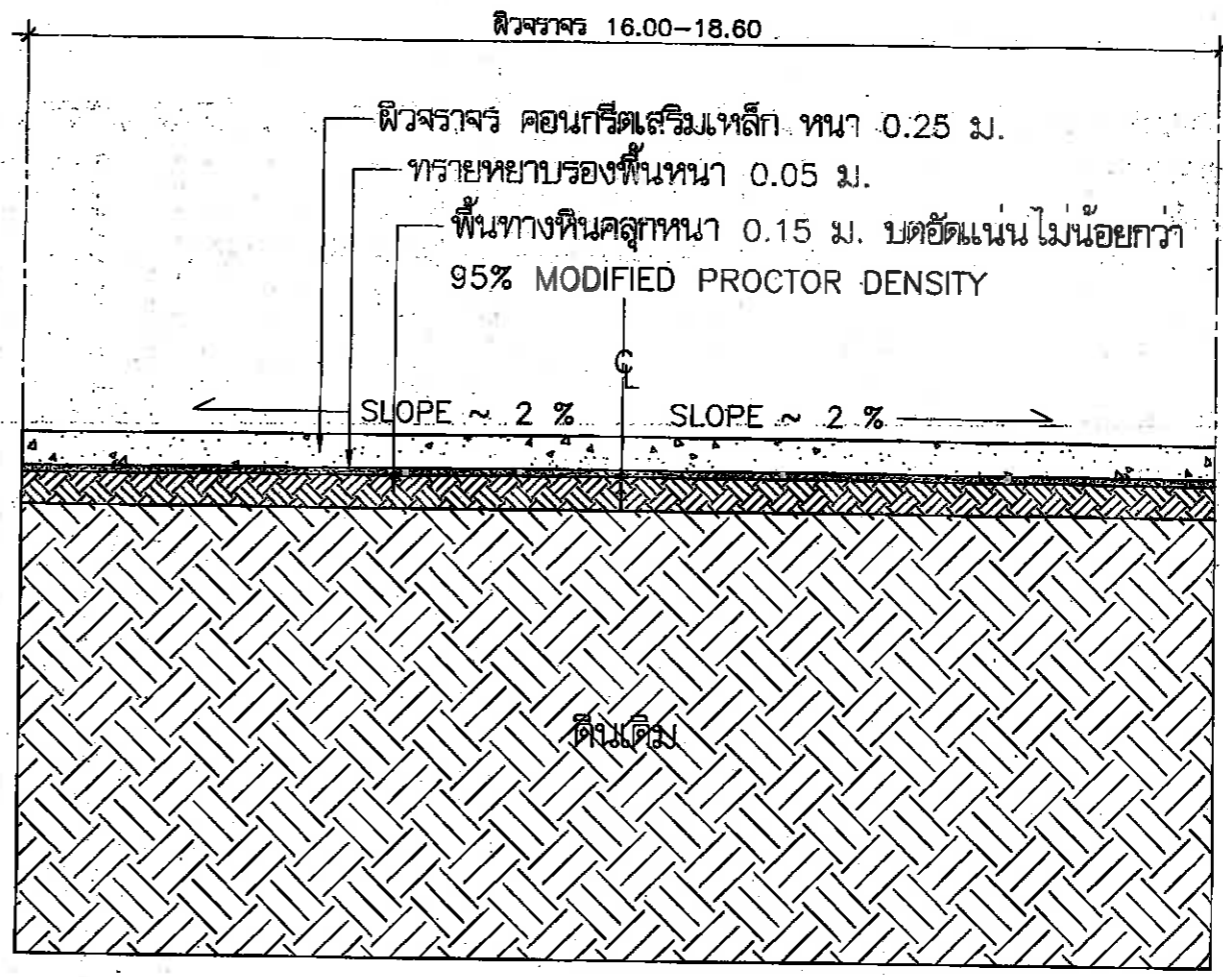 ผิวจราจร 16.00-18.60
ผิวจราจร คอนกรีตเสริมเหล็ก หนา 0.25 ม.
ทรายหยาบรองพื้นหนา 0.05 ม.
พื้นทางหินคลุกหนา 0.15 ม. บดอัดแน่นไม่น้อยกว่า
95% MODIFIED PROCTOR DENSITY
℄
SLOPE ~ 2 % SLOPE ~ 2 %
ดินเดิม